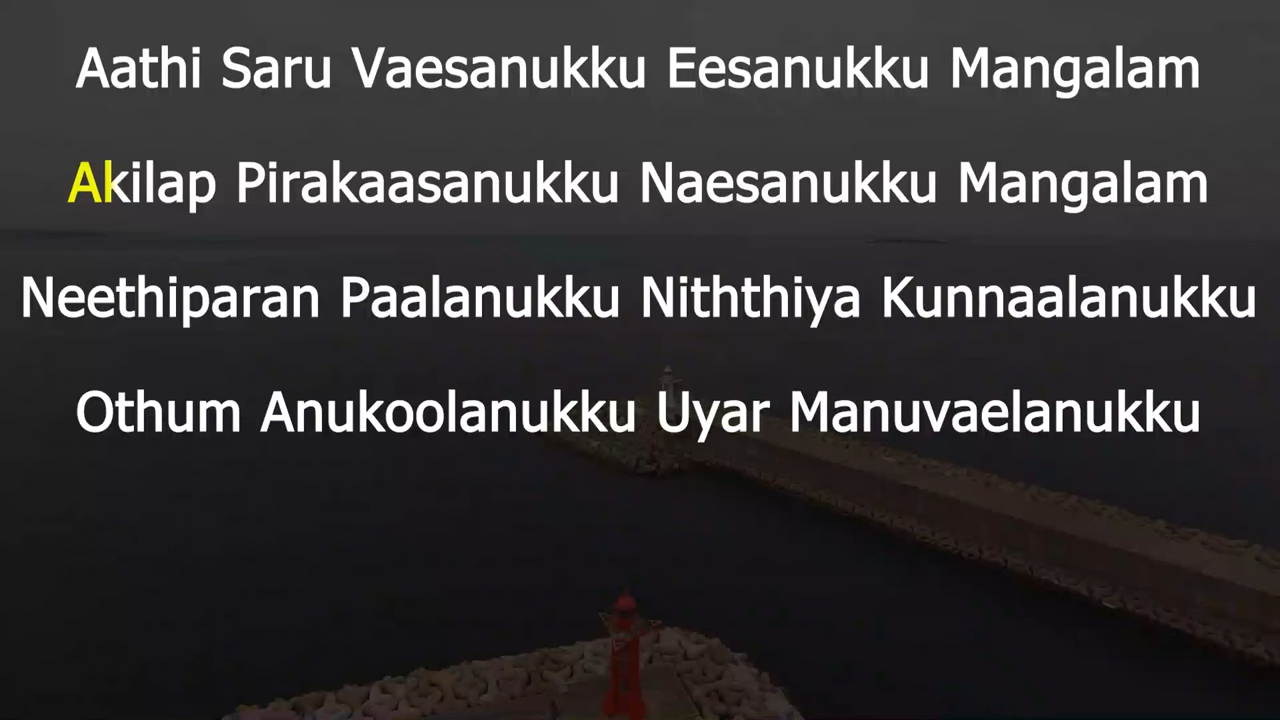 Aathi Saru Vaesanukku Eesanukku Mangalam
Akilap Pirakaasanukku Naesanukku Mangalam
Neethiparan Paalanukku Niththiya Kunnaalanukku
Othum Anukoolanukku Uyar Manuvaelanukku